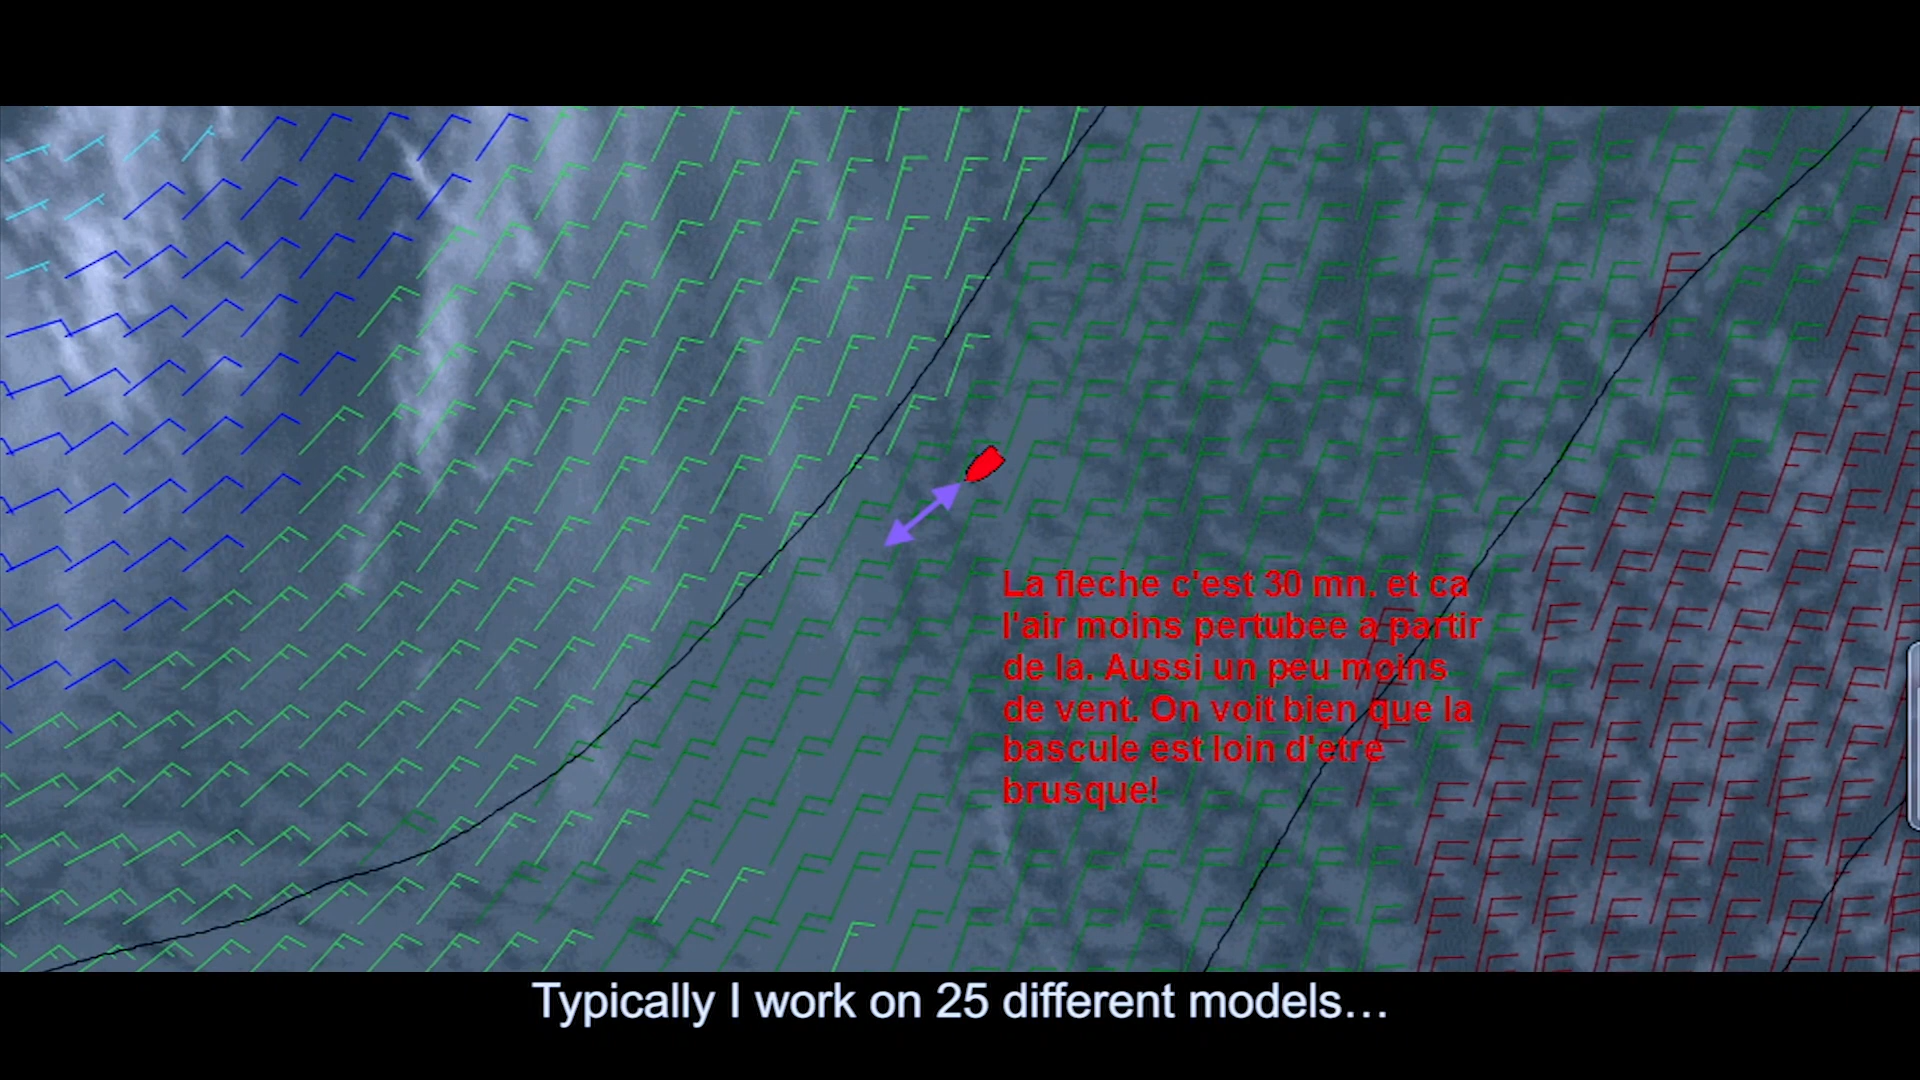 La fleche c'est 30 mn. et ca
l'air moins pertubee a partir
de la. Aussi un peu moins
de vent. On voit bien que la
bascule est loin d'etre
brusque!
Typically I work on 25 different models…